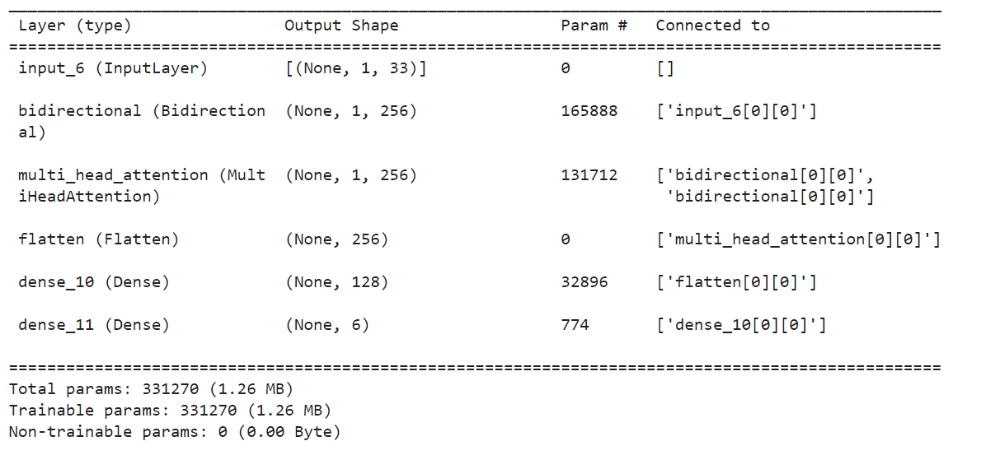 Layer (type) Output Shape Param # Connected to
input_6 (InputLayer) [(None, 1, 33)] 0 []
bidirectional (Bidirection (None, 1, 256) 165888 ['input_6[0][0]']
al)
multi_head_attention (Mult (None, 1, 256) 131712 ['bidirectional[0][0]',
iHeadAttention) 'bidirectional[0][0]']
flatten (Flatten) (None, 256) 0 ['multi_head_attention[0][0]']
dense_10 (Dense) (None, 128) 32896 ['flatten[0][0]']
dense_11 (Dense) (None, 6) 774 ['dense_10[0][0]']
Total params: 331270 (1.26 MB)
Trainable params: 331270 (1.26 MB)
Non-trainable params: 0 (0.00 Byte)